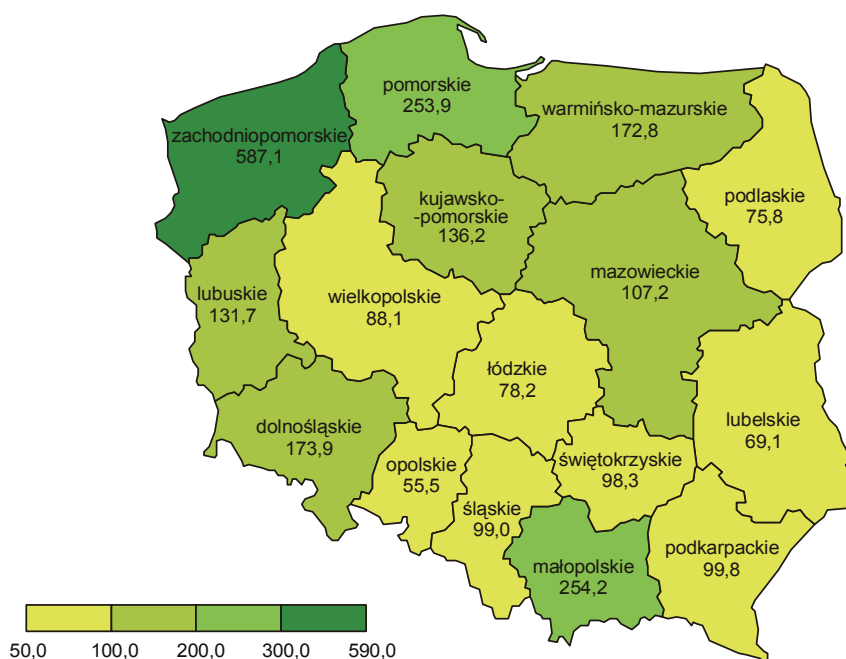 pomorskie
253,9
warmińsko-mazurskie
172,8
zachodniopomorskie
587,1
podlaskie
75,8
kujawsko-
-pomorskie
136,2
mazowieckie
107,2
lubuskie
131,7
wielkopolskie
88,1
łódzkie
78,2
lubelskie
69,1
dolnośląskie
173,9
opolskie
55,5
śląskie
99,0
świętokrzyskie
98,3
małopolskie
254,2
podkarpackie
99,8
50,0 100,0 200,0 300,0 590,0